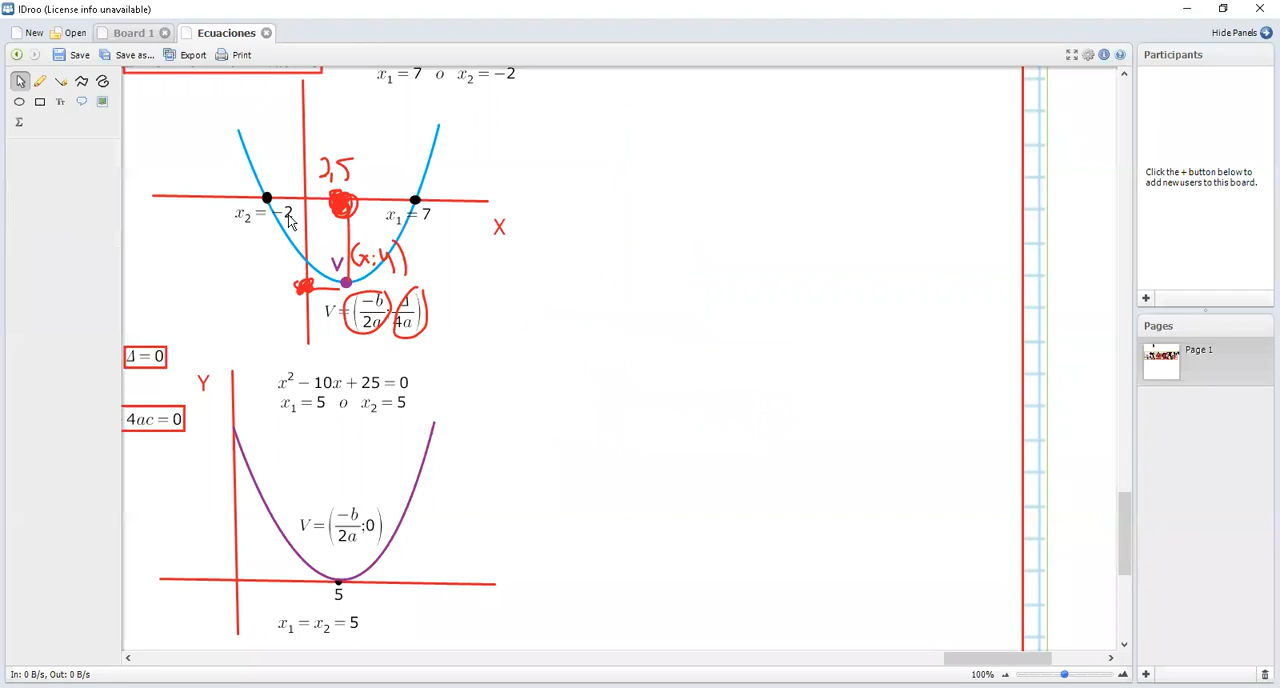 IDroo (License info unavailable)
New Open Board 1 Ecuaciones Hide Panels
Save Save as... Export Print
Participants
Click the + button below to
add new users to this board.
Pages
Page 1
x₁ = 7 o x₂ = −2
2,5
x₂ = −2
x₁ = 7
X
V (x; y)
V = (−b/2a; Δ/4a)
Δ = 0
Y
x² − 10x + 25 = 0
x₁ = 5 o x₂ = 5
4ac = 0
V = (−b/2a; 0)
5
x₁ = x₂ = 5
In: 0 B/s, Out: 0 B/s
100%